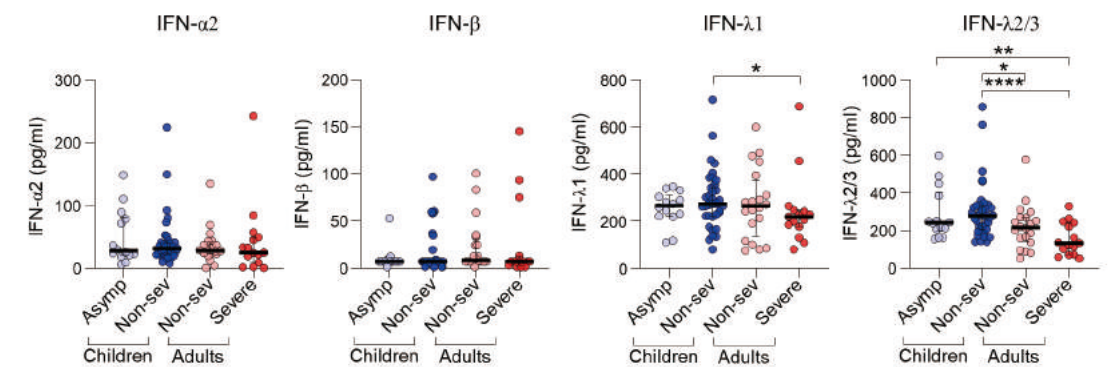 IFN-α2
IFN-β
IFN-λ1
IFN-λ2/3
IFN-α2 (pg/ml)
300
200
100
0
Asymp
Non-sev
Non-sev
Severe
Children
Adults
IFN-β (pg/ml)
200
150
100
50
0
Asymp
Non-sev
Non-sev
Severe
Children
Adults
IFN-λ1 (pg/ml)
800
600
400
200
0
*
Asymp
Non-sev
Non-sev
Severe
Children
Adults
IFN-λ2/3 (pg/ml)
1000
800
600
400
200
0
**
*
****
Asymp
Non-sev
Non-sev
Severe
Children
Adults